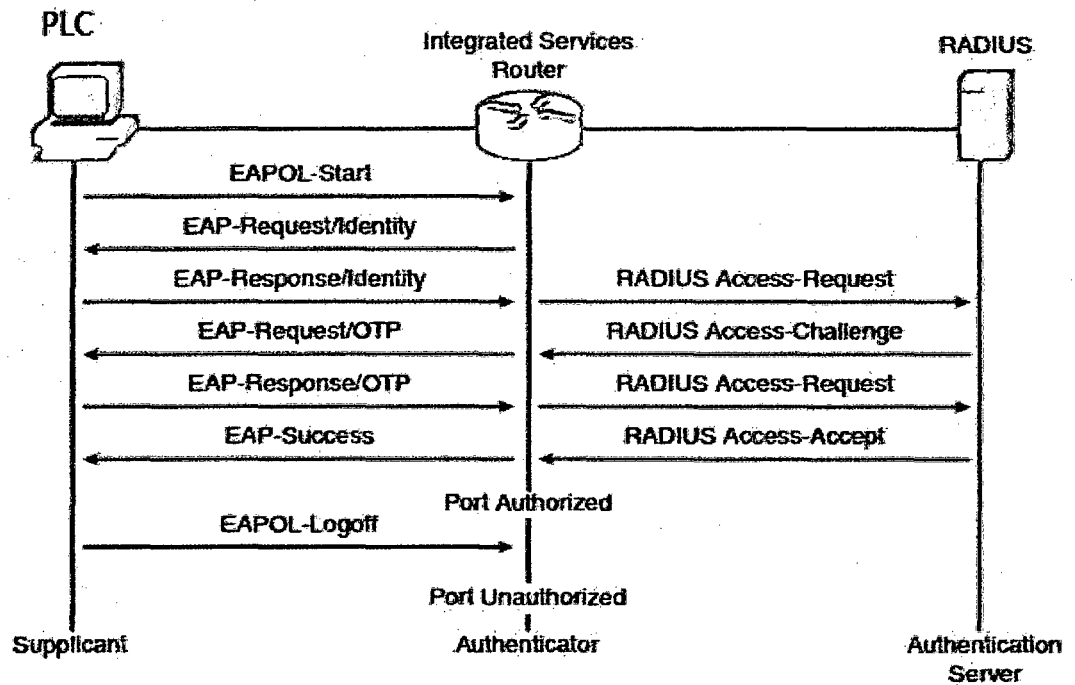 PLC
Integrated Services
Router
RADIUS
EAPOL-Start
EAP-Request/Identity
EAP-Response/Identity
RADIUS Access-Request
EAP-Request/OTP
RADIUS Access-Challenge
EAP-Response/OTP
RADIUS Access-Request
EAP-Success
RADIUS Access-Accept
Port Authorized
EAPOL-Logoff
Port Unauthorized
Supplicant
Authenticator
Authentication
Server